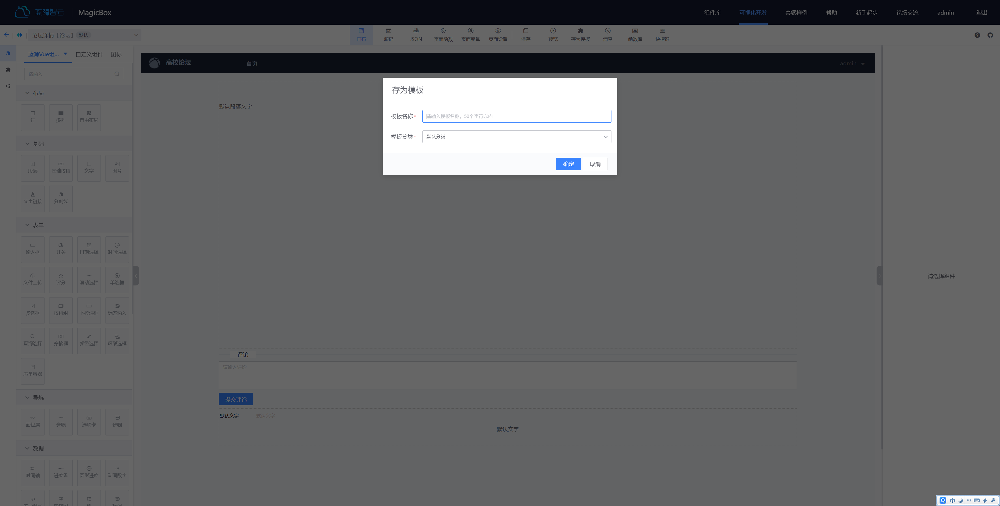 蓝鲸智云 MagicBox 组件库 可视化开发 套餐样例 帮助 新手起步 论坛交流 admin 退出
论坛详情【论坛】 默认
画布 源码 JSON 页面函数 页面变量 页面设置 保存 预览 存为模板 清空 函数库 快捷键
蓝鲸Vue组... 自定义组件 图标
请输入
布局
行 多列 自由布局
基础
段落 基础按钮 文字 图片
文字链接 分割线
表单
输入框 开关 日期选择 时间选择
文件上传 评分 滑动选择 单选框
多选框 按钮组 下拉选框 标签输入
查询选择 穿梭框 颜色选择 级联选框
表单容器
导航
面包屑 步骤 选项卡 步骤
数据
时间轴 进度条 圆形进度 动画数字
高校论坛 首页 admin
默认段落文字
存为模板
模板名称* 请输入模板名称，50个字符以内
模板分类* 默认分类
确定 取消
评论
请输入评论
提交评论
默认文字 默认文字
默认文字
请选择组件
中